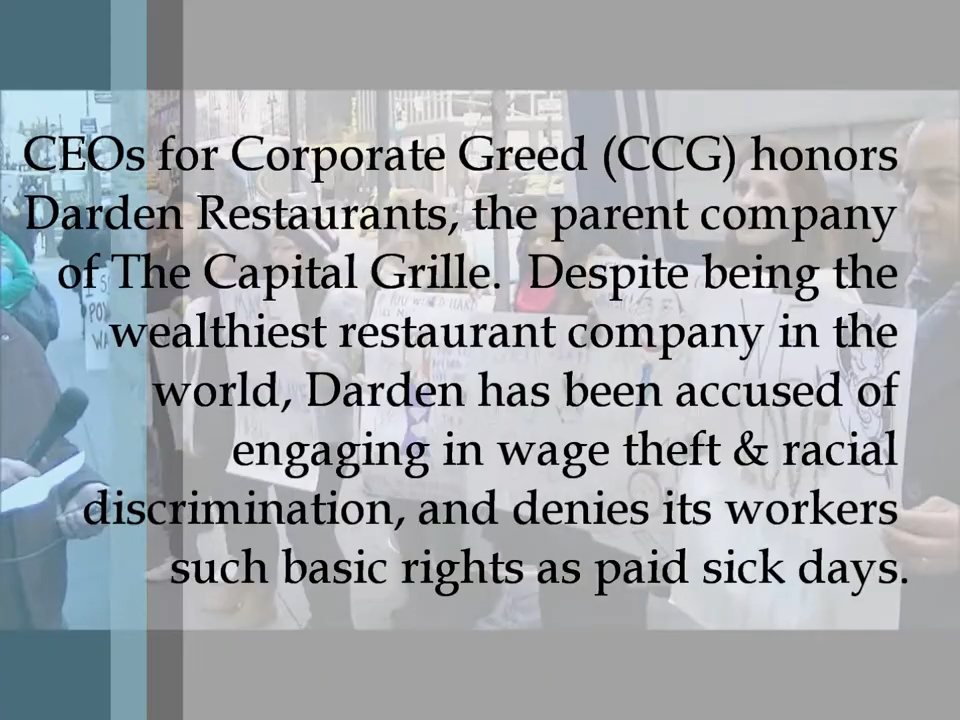 CEOs for Corporate Greed (CCG) honors
Darden Restaurants, the parent company
of The Capital Grille.  Despite being the
wealthiest restaurant company in the
world, Darden has been accused of
engaging in wage theft & racial
discrimination, and denies its workers
such basic rights as paid sick days.